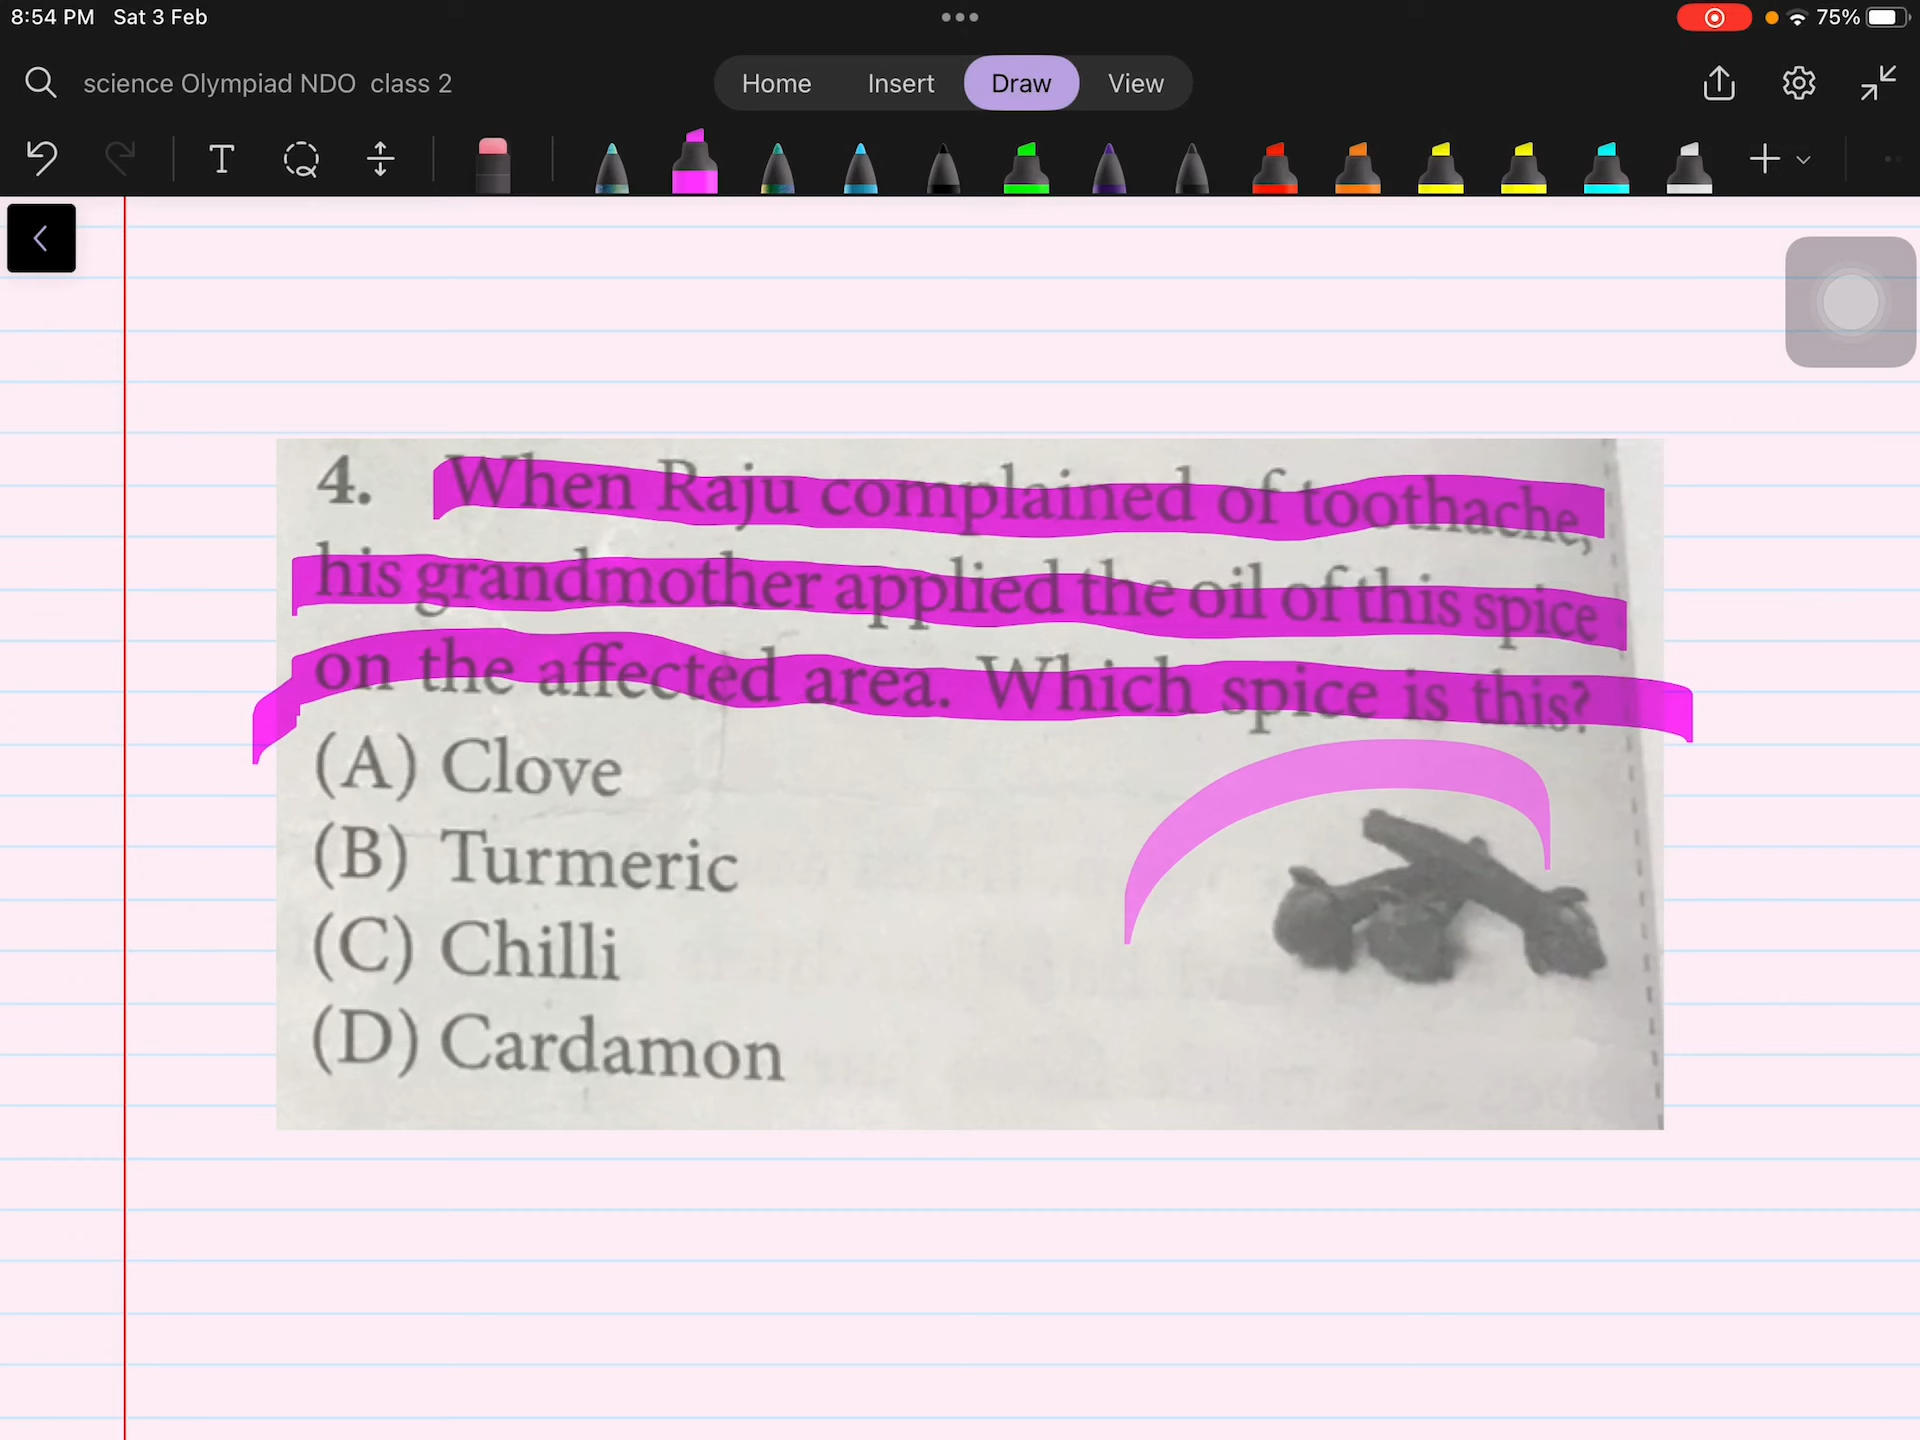 8:54 PM Sat 3 Feb
75%
science Olympiad NDO class 2
Home Insert Draw View
T
4. When Raju complained of toothache,
his grandmother applied the oil of this spice
on the affected area. Which spice is this?
(A) Clove
(B) Turmeric
(C) Chilli
(D) Cardamon